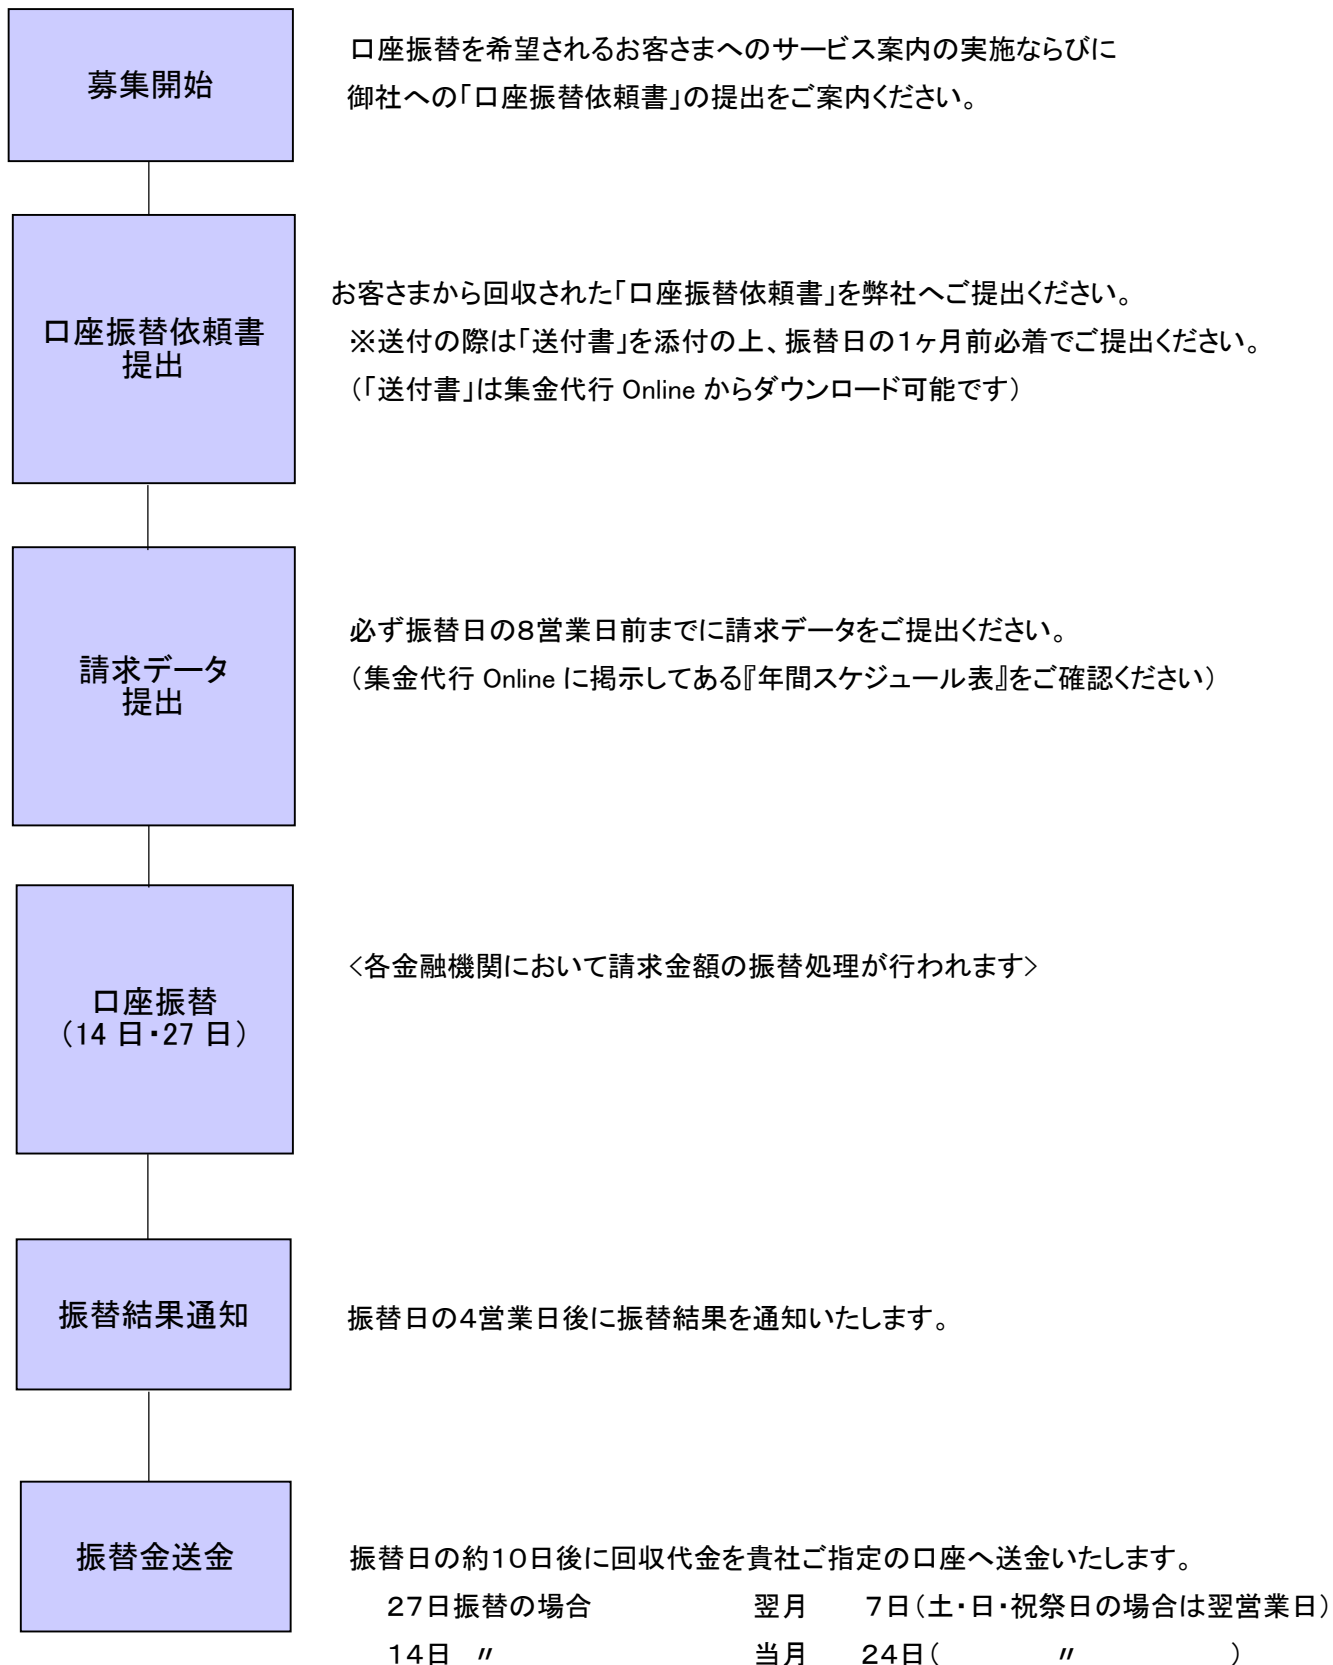 募集開始
口座振替を希望されるお客さまへのサービス案内の実施ならびに
御社への「口座振替依頼書」の提出をご案内ください。
口座振替依頼書
提出
お客さまから回収された「口座振替依頼書」を弊社へご提出ください。
※送付の際は「送付書」を添付の上、振替日の１ヶ月前必着でご提出ください。
（「送付書」は集金代行 Online からダウンロード可能です）
請求データ
提出
必ず振替日の８営業日前までに請求データをご提出ください。
（集金代行 Online に掲示してある『年間スケジュール表』をご確認ください）
口座振替
（14 日・27 日）
＜各金融機関において請求金額の振替処理が行われます＞
振替結果通知
振替日の４営業日後に振替結果を通知いたします。
振替金送金
振替日の約１０日後に回収代金を貴社ご指定の口座へ送金いたします。
２７日振替の場合　翌月　７日（土・日・祝祭日の場合は翌営業日）
１４日　〃　当月　２４日（　〃　）